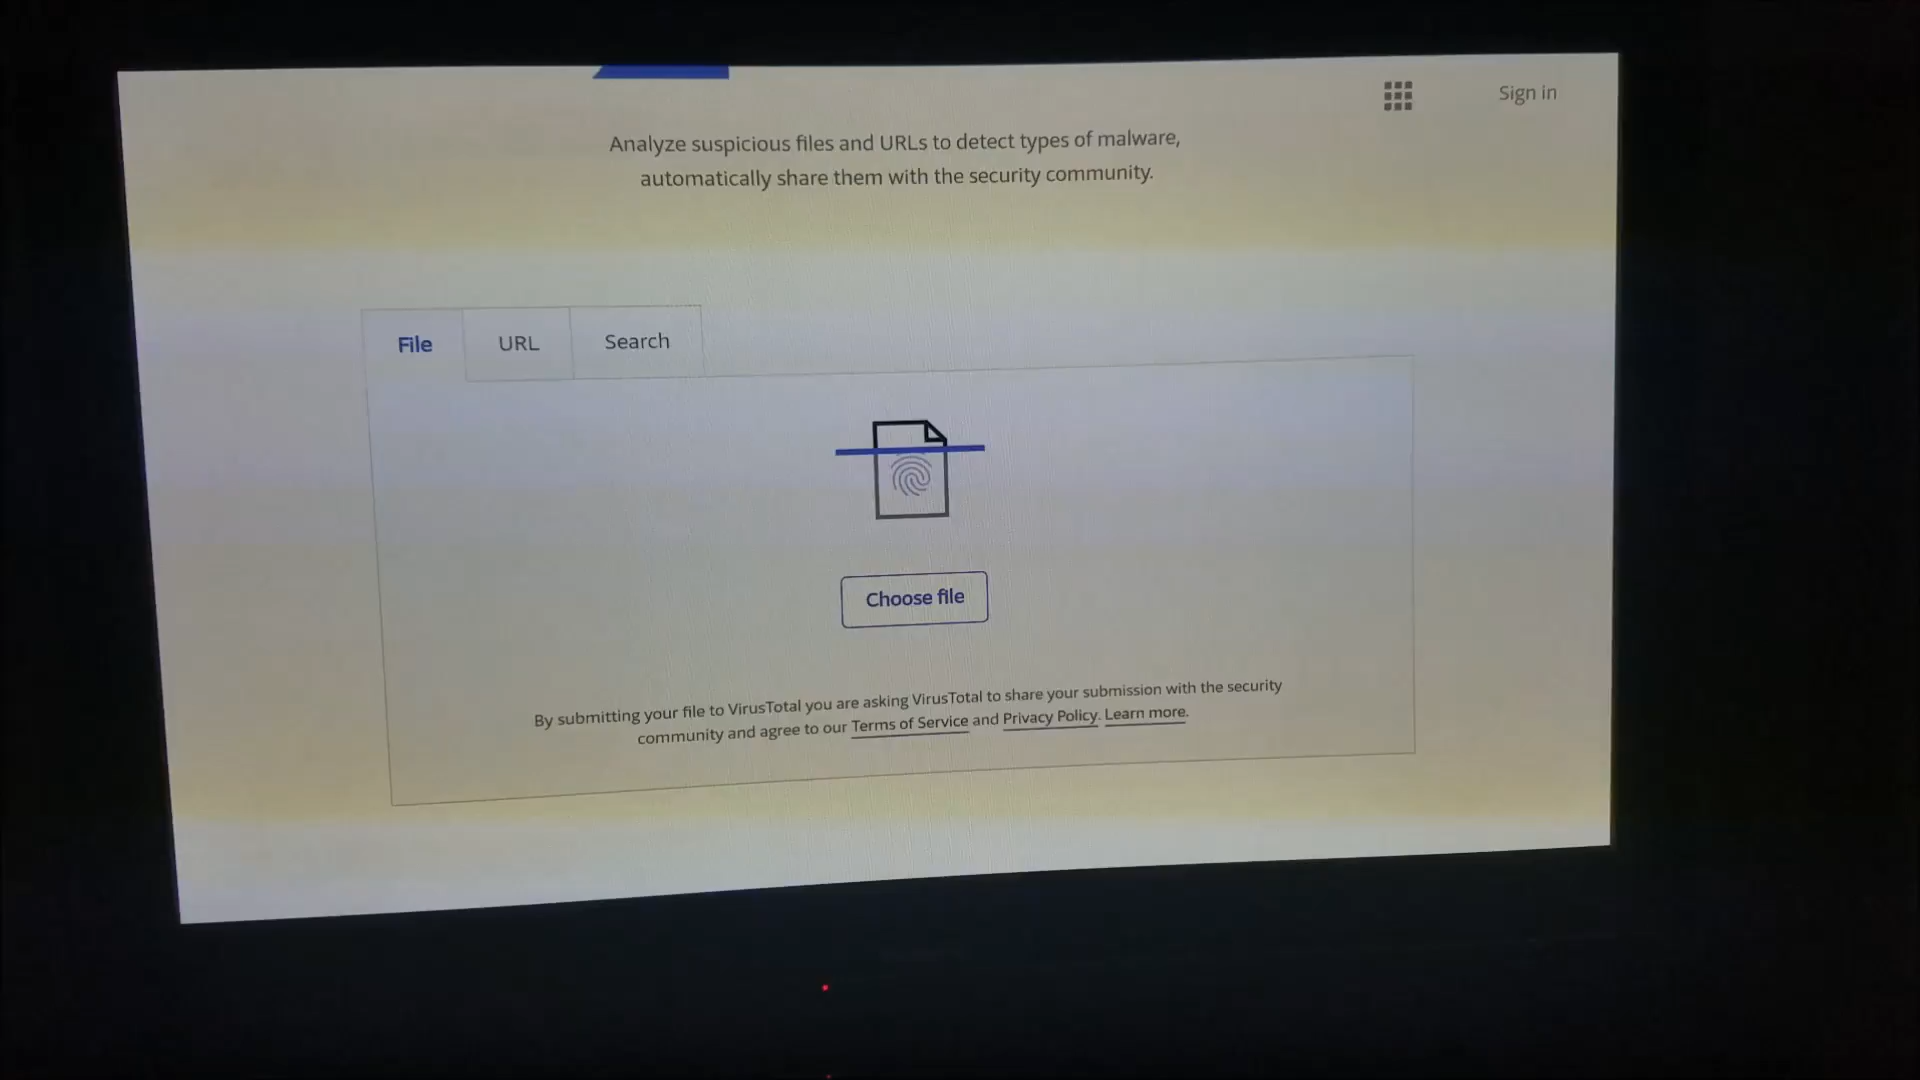 Sign in
Analyze suspicious files and URLs to detect types of malware,
automatically share them with the security community.
File
URL
Search
Choose file
By submitting your file to VirusTotal you are asking VirusTotal to share your submission with the security
community and agree to our Terms of Service and Privacy Policy. Learn more.